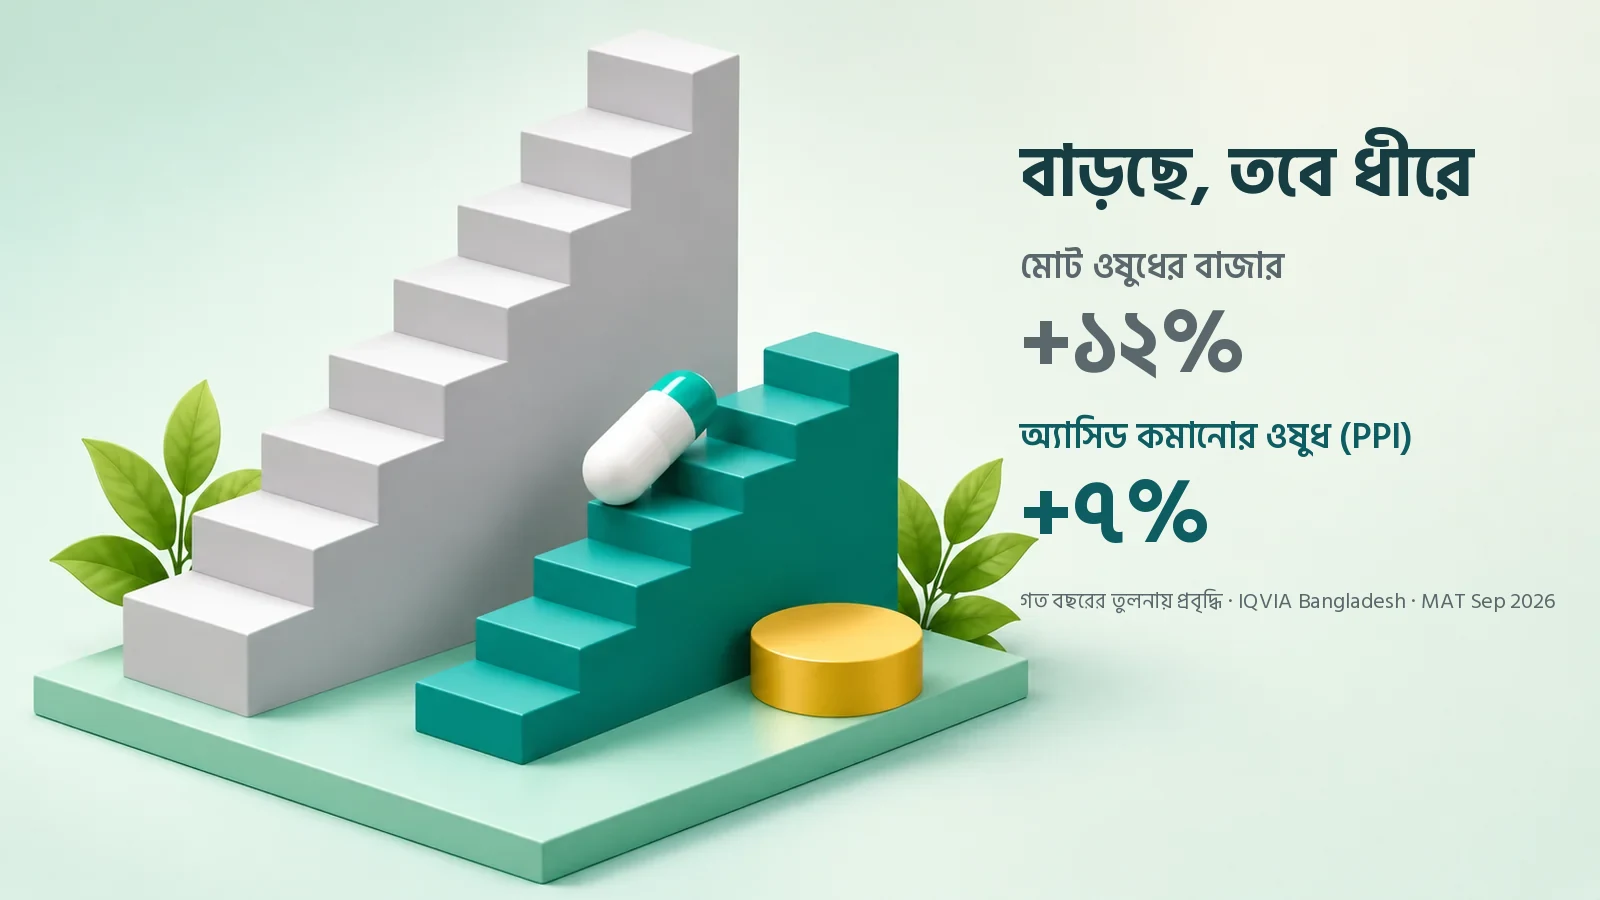 বাড়ছে, তবে ধীরে
মোট ওষুধের বাজার
+১২%
অ্যাসিড কমানোর ওষুধ (PPI)
+৭%
গত বছরের তুলনায় প্রবৃদ্ধি · IQVIA Bangladesh · MAT Sep 2026